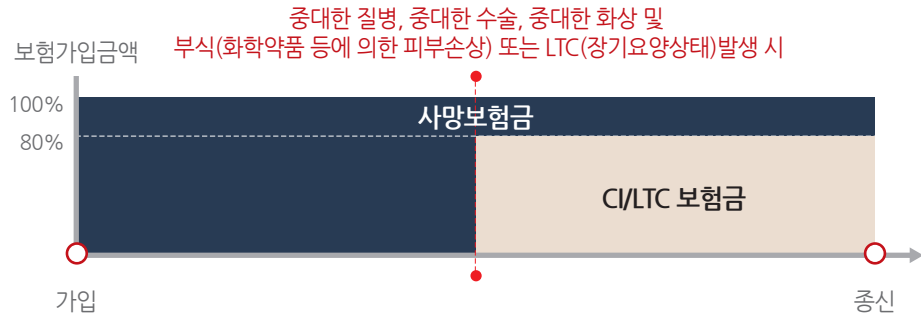 중대한 질병, 중대한 수술, 중대한 화상 및
부식(화학약품 등에 의한 피부손상) 또는 LTC(장기요양상태)발생 시
보험가입금액
100%
사망보험금
80%
CI/LTC 보험금
가입
종신